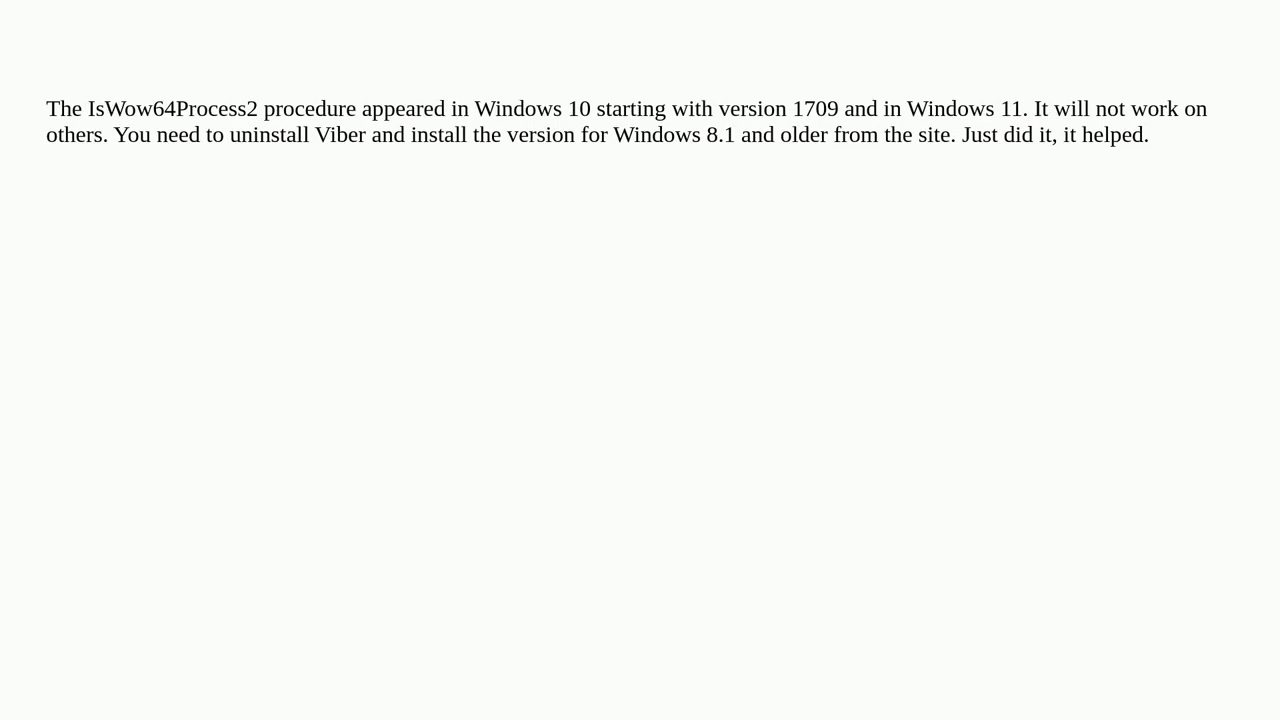 The IsWow64Process2 procedure appeared in Windows 10 starting with version 1709 and in Windows 11. It will not work on
others. You need to uninstall Viber and install the version for Windows 8.1 and older from the site. Just did it, it helped.